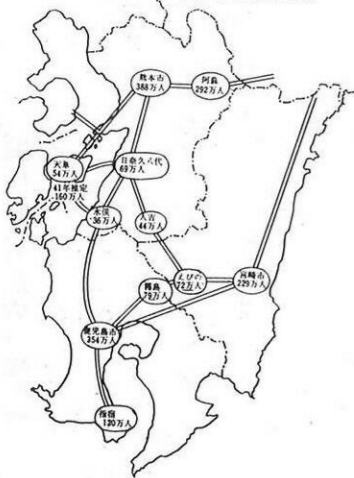 熊本市
388万人
阿蘇
292万人
天草
54万人
41年推定
160万人
日奈久八代
69万人
水俣
36万人
人吉
44万人
霧島
79万人
えびの
72万人
宮崎市
229万人
鹿児島市
354万人
指宿
130万人